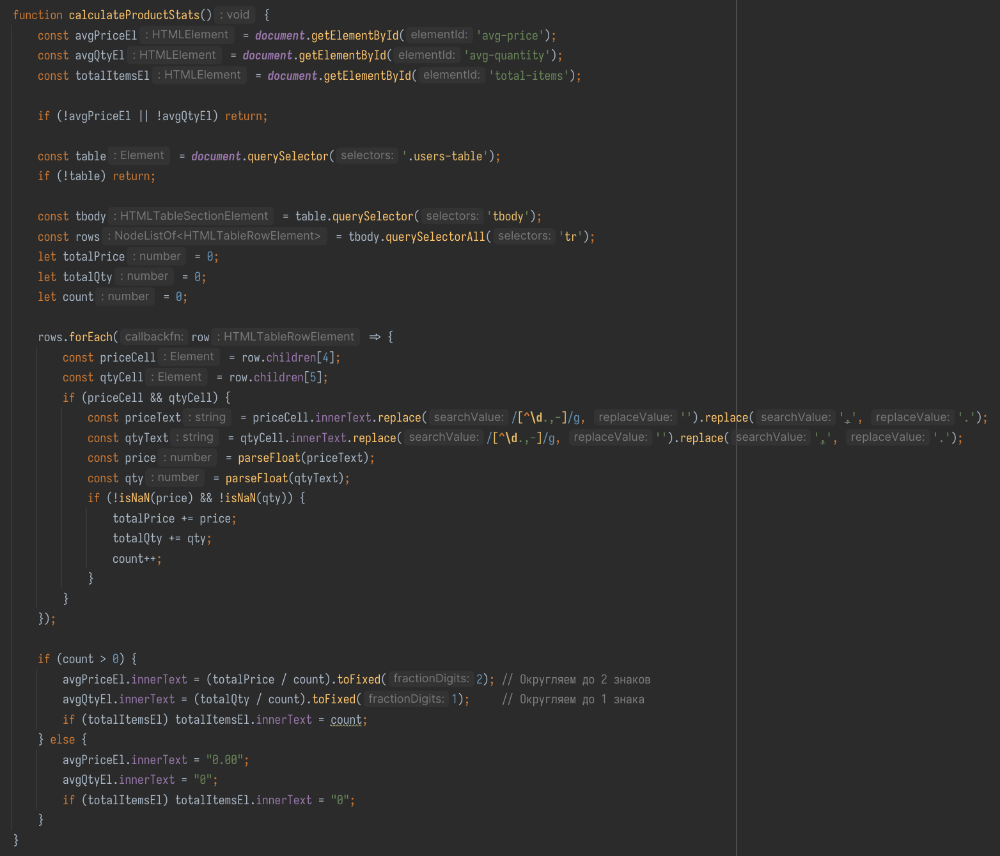 function calculateProductStats() : void {
    const avgPriceEl : HTMLElement = document.getElementById( elementId: 'avg-price');
    const avgQtyEl : HTMLElement = document.getElementById( elementId: 'avg-quantity');
    const totalItemsEl : HTMLElement = document.getElementById( elementId: 'total-items');

    if (!avgPriceEl || !avgQtyEl) return;

    const table : Element = document.querySelector( selectors: '.users-table');
    if (!table) return;

    const tbody : HTMLTableSectionElement = table.querySelector( selectors: 'tbody');
    const rows : NodeListOf<HTMLTableRowElement> = tbody.querySelectorAll( selectors: 'tr');
    let totalPrice : number = 0;
    let totalQty : number = 0;
    let count : number = 0;

    rows.forEach( callbackfn: row : HTMLTableRowElement => {
        const priceCell : Element = row.children[4];
        const qtyCell : Element = row.children[5];
        if (priceCell && qtyCell) {
            const priceText : string = priceCell.innerText.replace( searchValue: /[^\d.,-]/g, replaceValue: '').replace( searchValue: ',', replaceValue: '.');
            const qtyText : string = qtyCell.innerText.replace( searchValue: /[^\d.,-]/g, replaceValue: '').replace( searchValue: ',', replaceValue: '.');
            const price : number = parseFloat(priceText);
            const qty : number = parseFloat(qtyText);
            if (!isNaN(price) && !isNaN(qty)) {
                totalPrice += price;
                totalQty += qty;
                count++;
            }
        }
    });

    if (count > 0) {
        avgPriceEl.innerText = (totalPrice / count).toFixed( fractionDigits: 2); // Округляем до 2 знаков
        avgQtyEl.innerText = (totalQty / count).toFixed( fractionDigits: 1);     // Округляем до 1 знака
        if (totalItemsEl) totalItemsEl.innerText = count;
    } else {
        avgPriceEl.innerText = "0.00";
        avgQtyEl.innerText = "0";
        if (totalItemsEl) totalItemsEl.innerText = "0";
    }
}